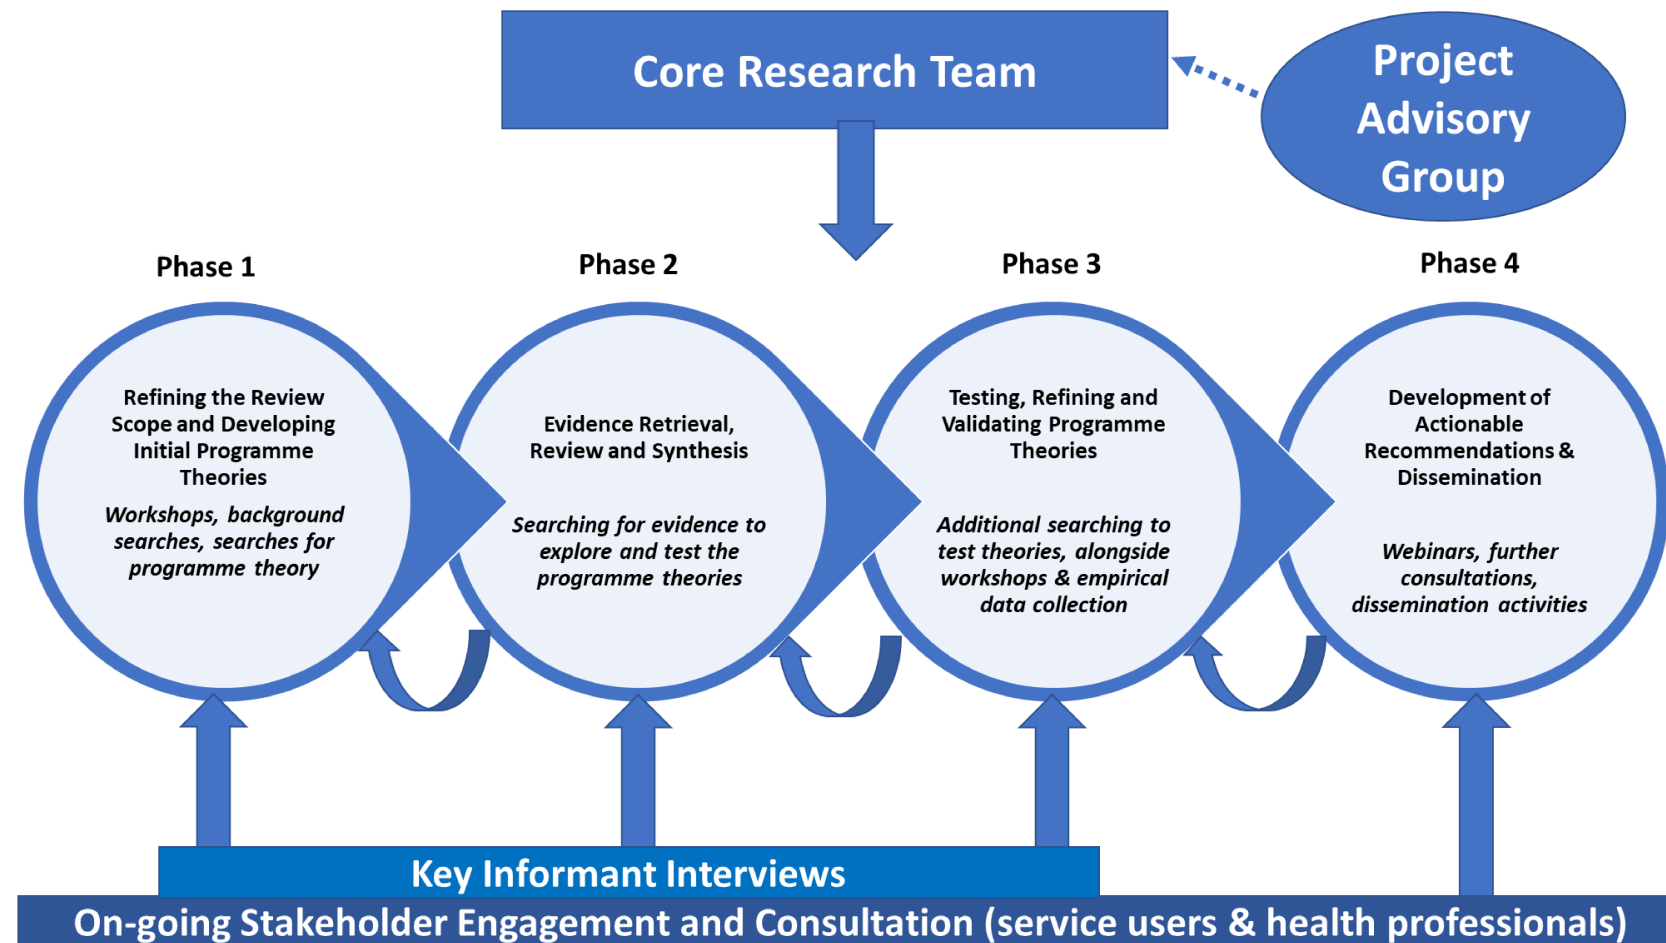 Core Research Team
Project
Advisory
Group
Phase 1
Phase 2
Phase 3
Phase 4
Refining the Review
Scope and Developing
Initial Programme
Theories
Workshops, background
searches, searches for
programme theory
Evidence Retrieval,
Review and Synthesis
Searching for evidence to
explore and test the
programme theories
Testing, Refining and
Validating Programme
Theories
Additional searching to
test theories, alongside
workshops & empirical
data collection
Development of
Actionable
Recommendations &
Dissemination
Webinars, further
consultations,
dissemination activities
Key Informant Interviews
On-going Stakeholder Engagement and Consultation (service users & health professionals)